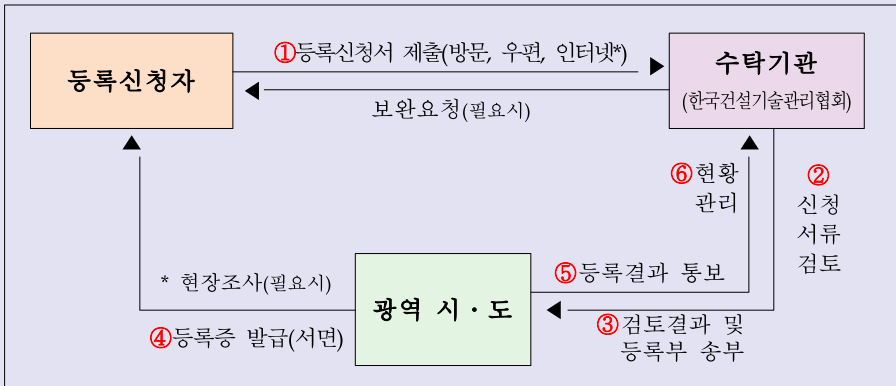 ①등록신청서 제출(방문, 우편, 인터넷*)
등록신청자
수탁기관
(한국건설기술관리협회)
보완요청(필요시)
⑥현황
관리
②
신청
서류
검토
* 현장조사(필요시)
④등록증 발급(서면)
광역 시·도
⑤등록결과 통보
③검토결과 및
등록부 송부